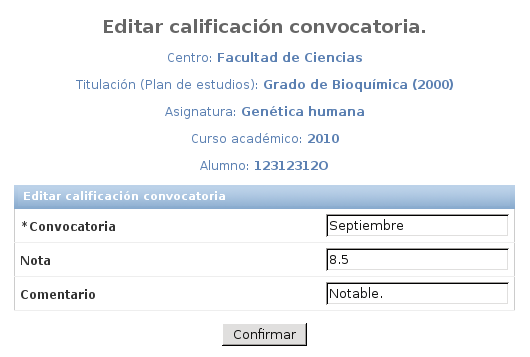 Editar calificación convocatoria.
Centro: Facultad de Ciencias
Titulación (Plan de estudios): Grado de Bioquímica (2000)
Asignatura: Genética humana
Curso académico: 2010
Alumno: 12312312O
Editar calificación convocatoria
*Convocatoria Septiembre
Nota 8.5
Comentario Notable.
Confirmar